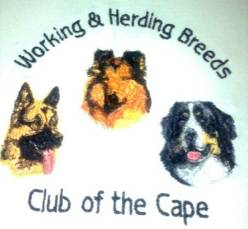 Working & Herding Breeds
Club of the Cape